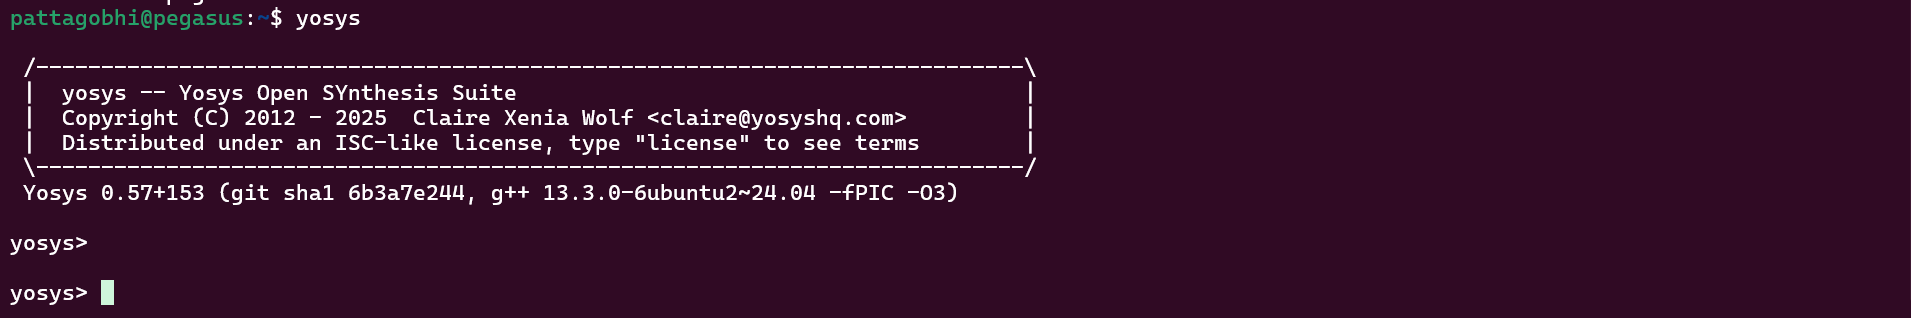 pattagobhi@pegasus:~$ yosys
/----------------------------------------------------------------------------\
|  yosys -- Yosys Open SYnthesis Suite                                       |
|  Copyright (C) 2012 - 2025  Claire Xenia Wolf <claire@yosyshq.com>         |
|  Distributed under an ISC-like license, type "license" to see terms        |
\----------------------------------------------------------------------------/
Yosys 0.57+153 (git sha1 6b3a7e244, g++ 13.3.0-6ubuntu2~24.04 -fPIC -O3)
yosys>
yosys>